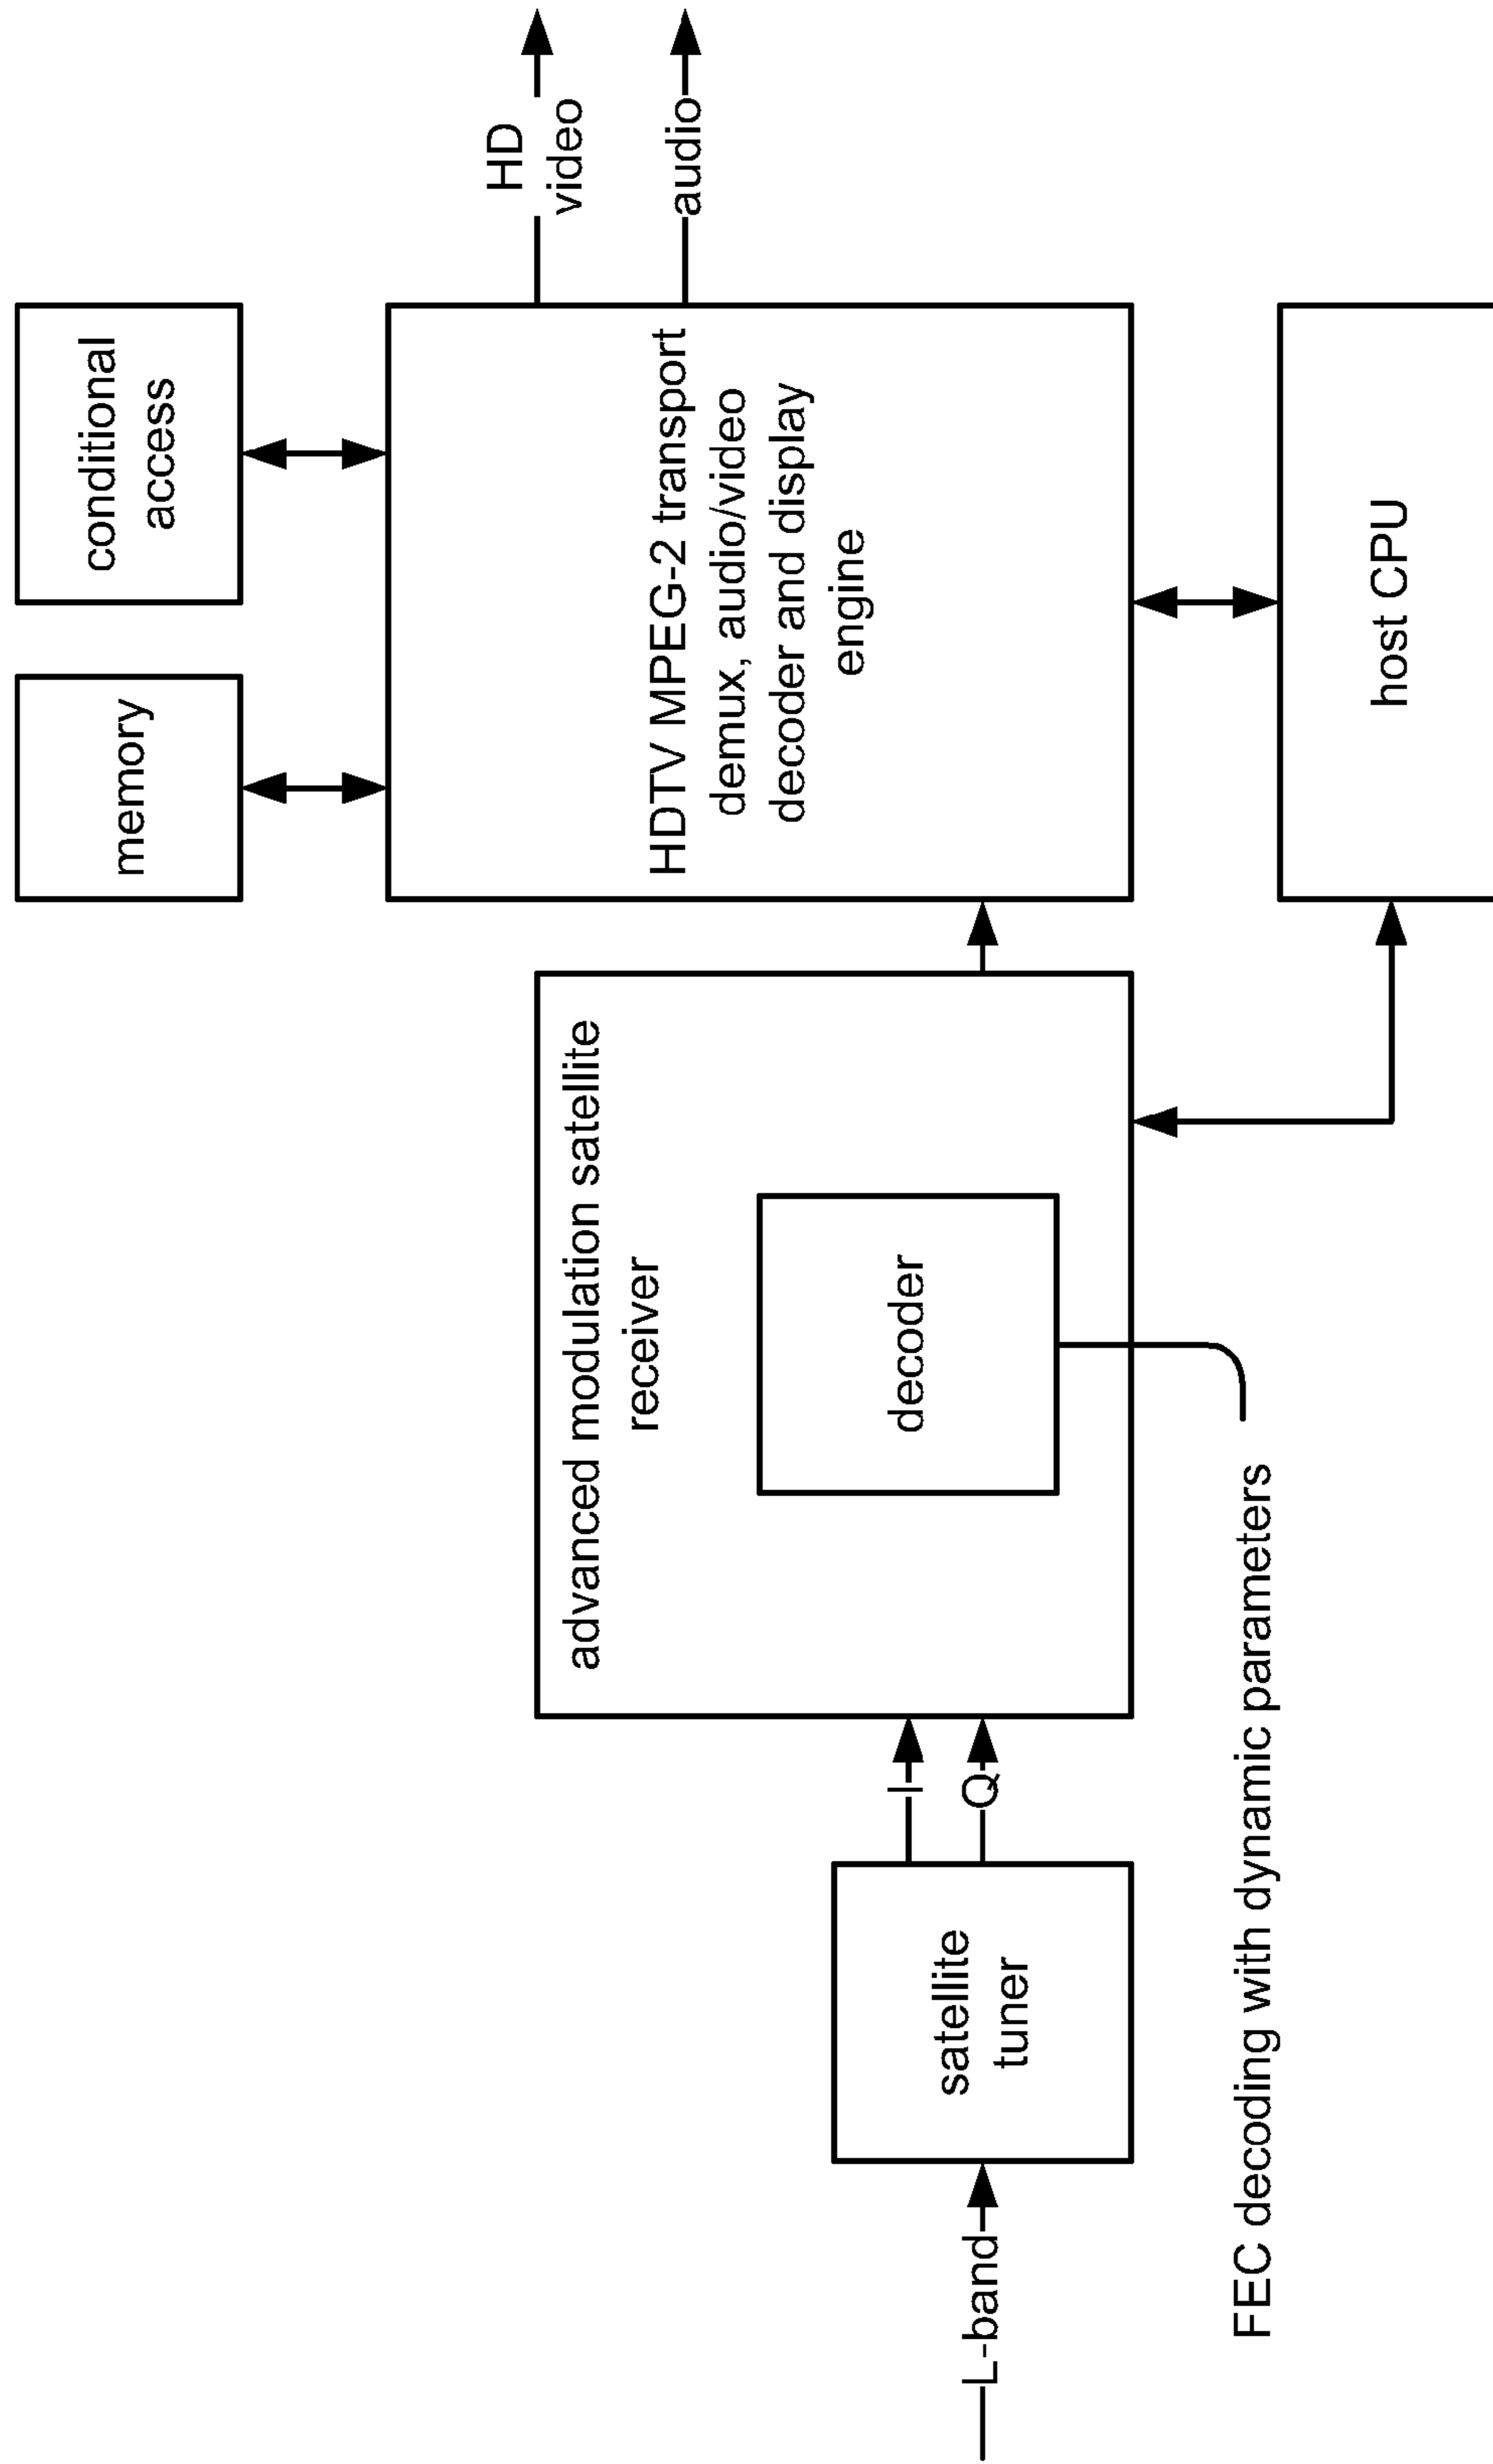 memory
conditional
access
HD
video
audio
HDTV MPEG-2 transport
demux, audio/video
decoder and display
engine
advanced modulation satellite
receiver
decoder
I
Q
satellite
tuner
L-band
FEC decoding with dynamic parameters
host CPU